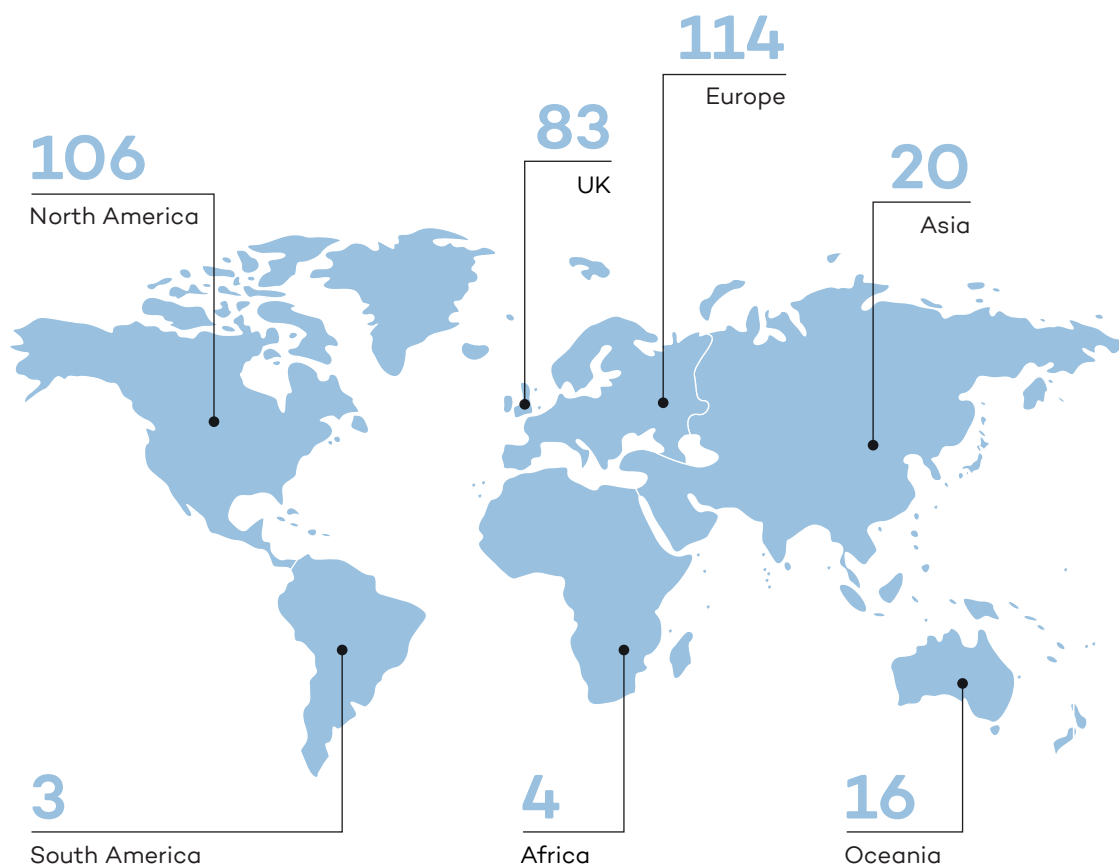 114
Europe
83
UK
106
North America
20
Asia
3
South America
4
Africa
16
Oceania